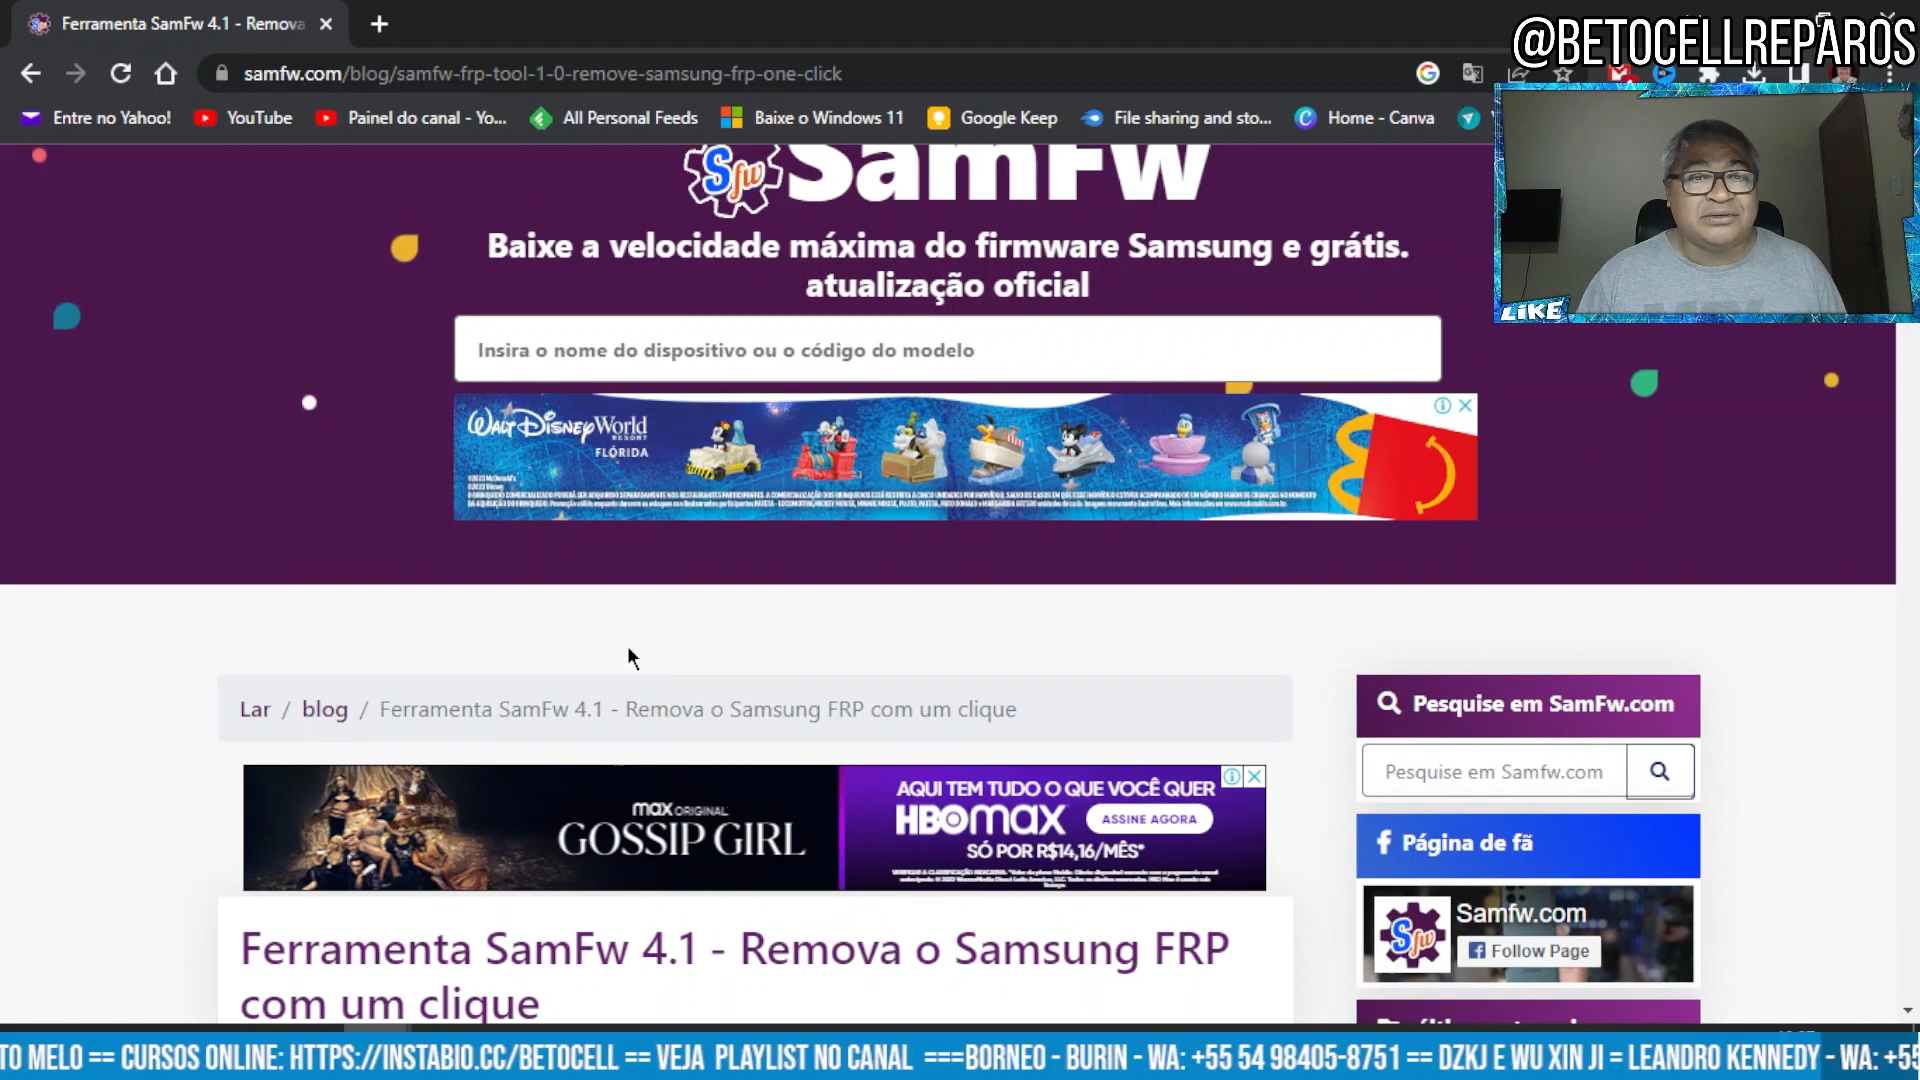 Ferramenta SamFw 4.1 - Remova
@BETOCELLREPAROS
samfw.com/blog/samfw-frp-tool-1-0-remove-samsung-frp-one-click
Entre no Yahoo! YouTube Painel do canal - Yo... All Personal Feeds Baixe o Windows 11 Google Keep File sharing and sto... Home - Canva
Sfw SamFw
Baixe a velocidade máxima do firmware Samsung e grátis.
atualização oficial
LIKE
Insira o nome do dispositivo ou o código do modelo
Walt Disney World
RESORT
FLÓRIDA
Lar / blog / Ferramenta SamFw 4.1 - Remova o Samsung FRP com um clique
Pesquise em SamFw.com
Pesquise em Samfw.com
max ORIGINAL
GOSSIP GIRL
AQUI TEM TUDO O QUE VOCÊ QUER
HBOMAX ASSINE AGORA
SÓ POR R$14,16/MÊS*
Página de fã
Sfw Samfw.com
Follow Page
Ferramenta SamFw 4.1 - Remova o Samsung FRP
com um clique
TO MELO == CURSOS ONLINE: HTTPS://INSTABIO.CC/BETOCELL == VEJA PLAYLIST NO CANAL ===BORNEO - BURIN - WA: +55 54 98405-8751 == DZKJ E WU XIN JI = LEANDRO KENNEDY - WA: +55